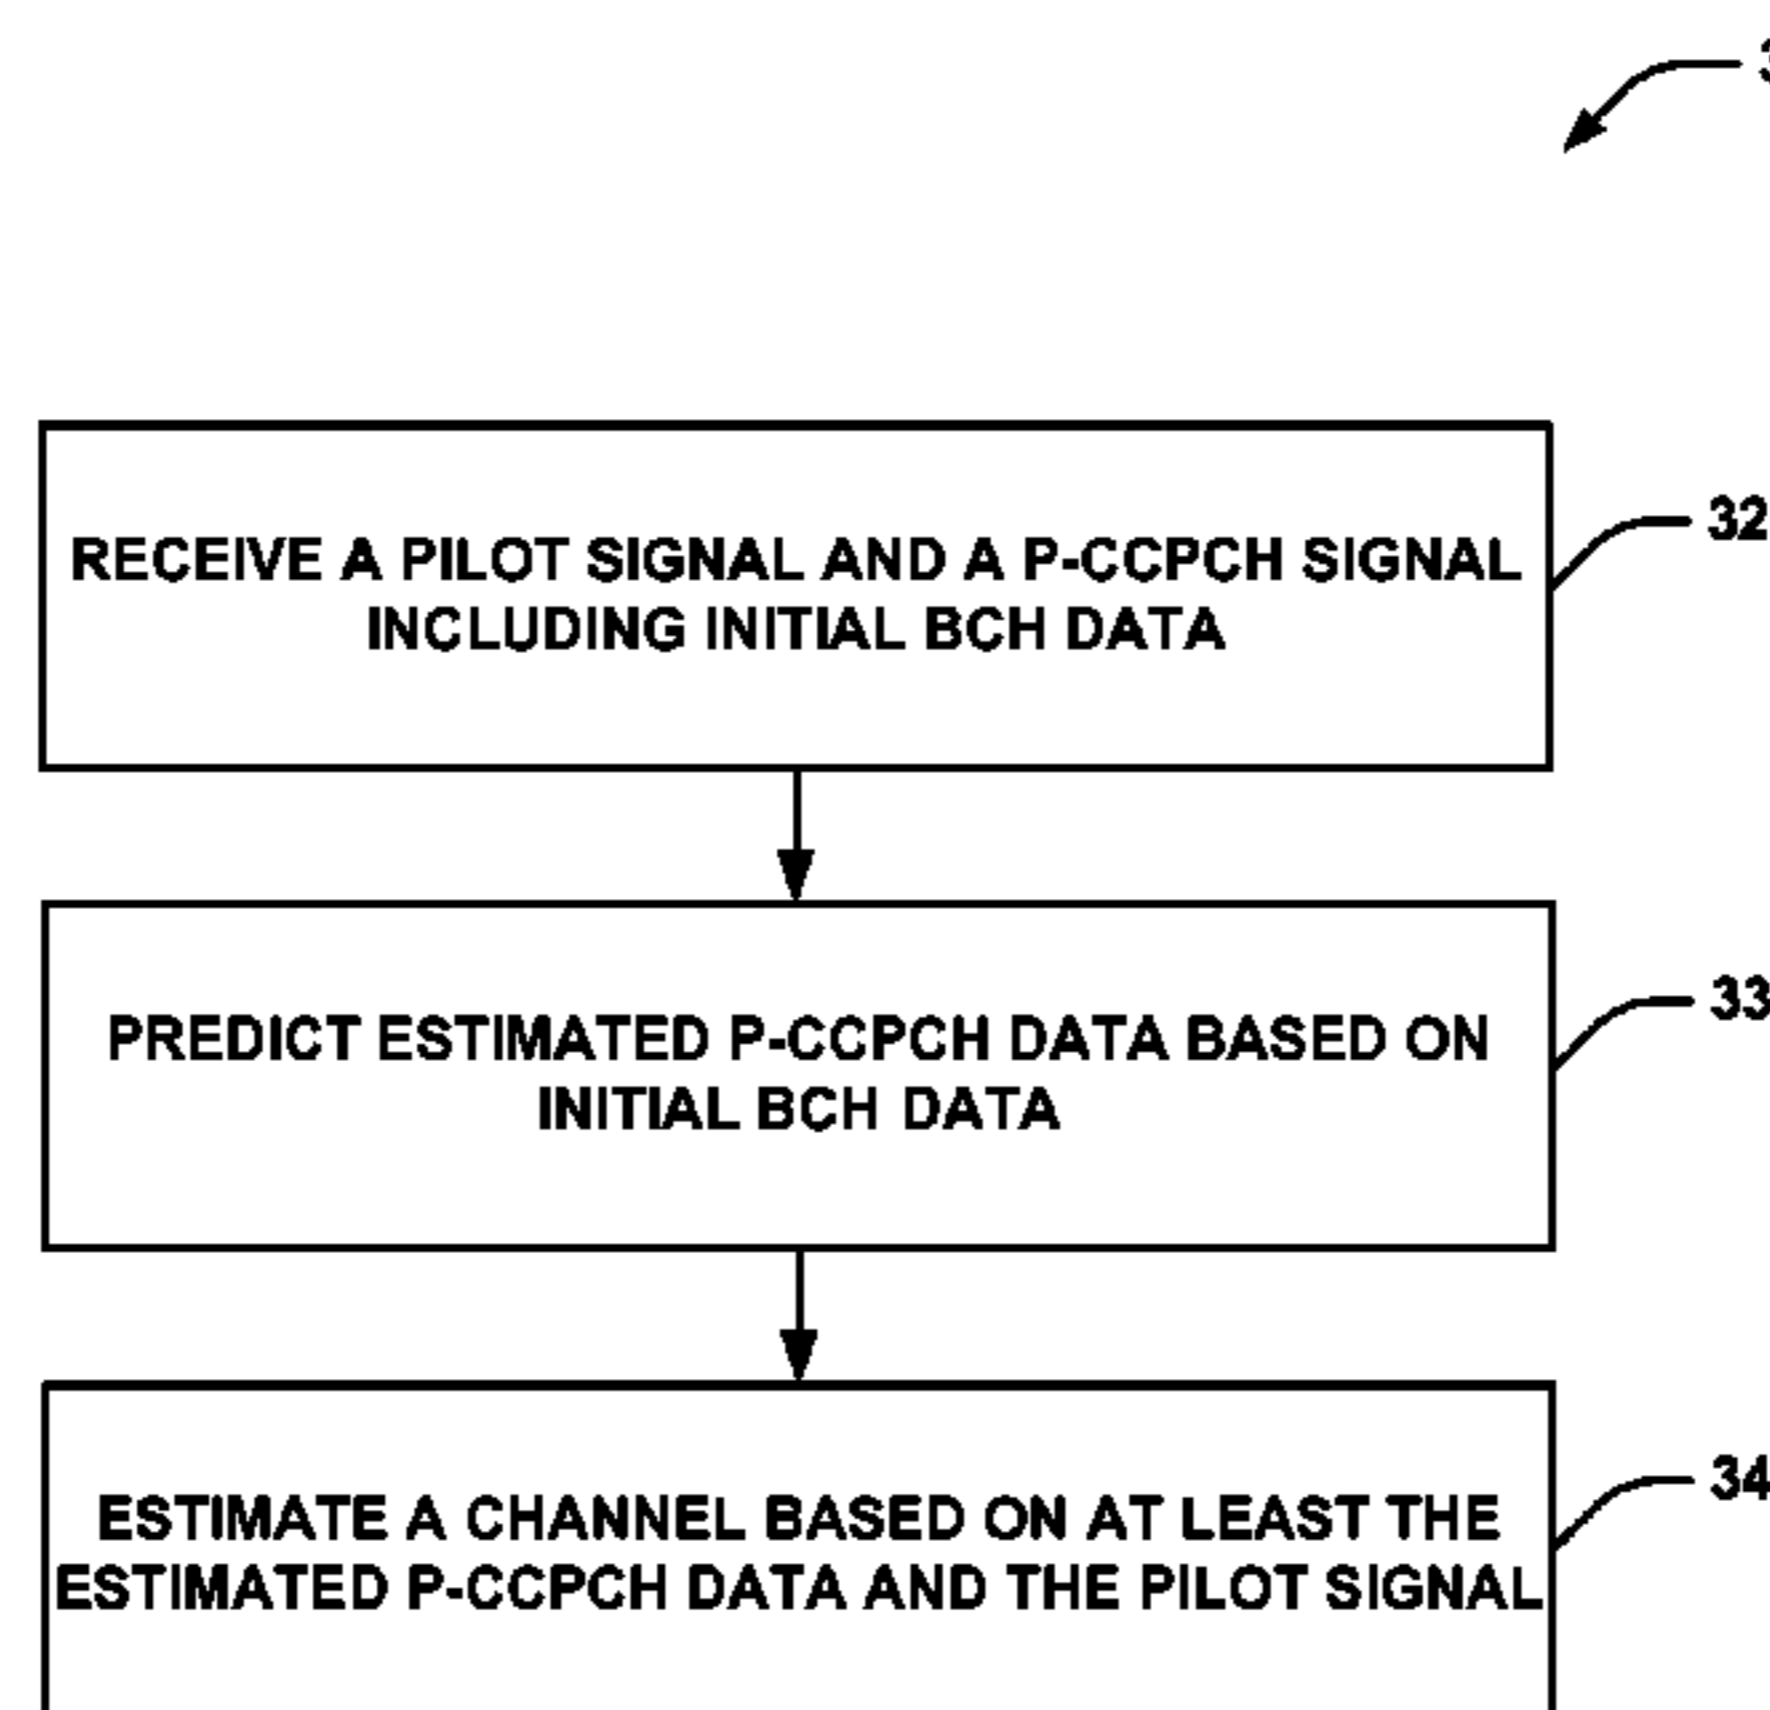 RECEIVE A PILOT SIGNAL AND A P-CCPCH SIGNAL
INCLUDING INITIAL BCH DATA
32
PREDICT ESTIMATED P-CCPCH DATA BASED ON
INITIAL BCH DATA
33
ESTIMATE A CHANNEL BASED ON AT LEAST THE
ESTIMATED P-CCPCH DATA AND THE PILOT SIGNAL
34